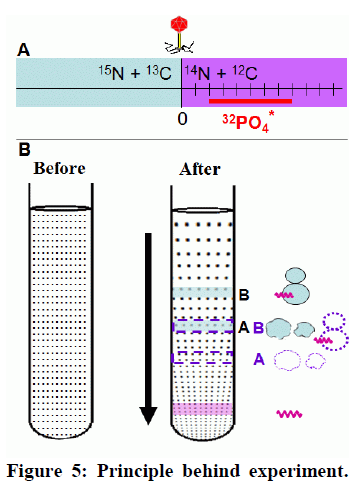 A
¹⁵N + ¹³C ¹⁴N + ¹²C
0 ³²PO₄*
B
Before After
B
A B
A
Figure 5: Principle behind experiment.